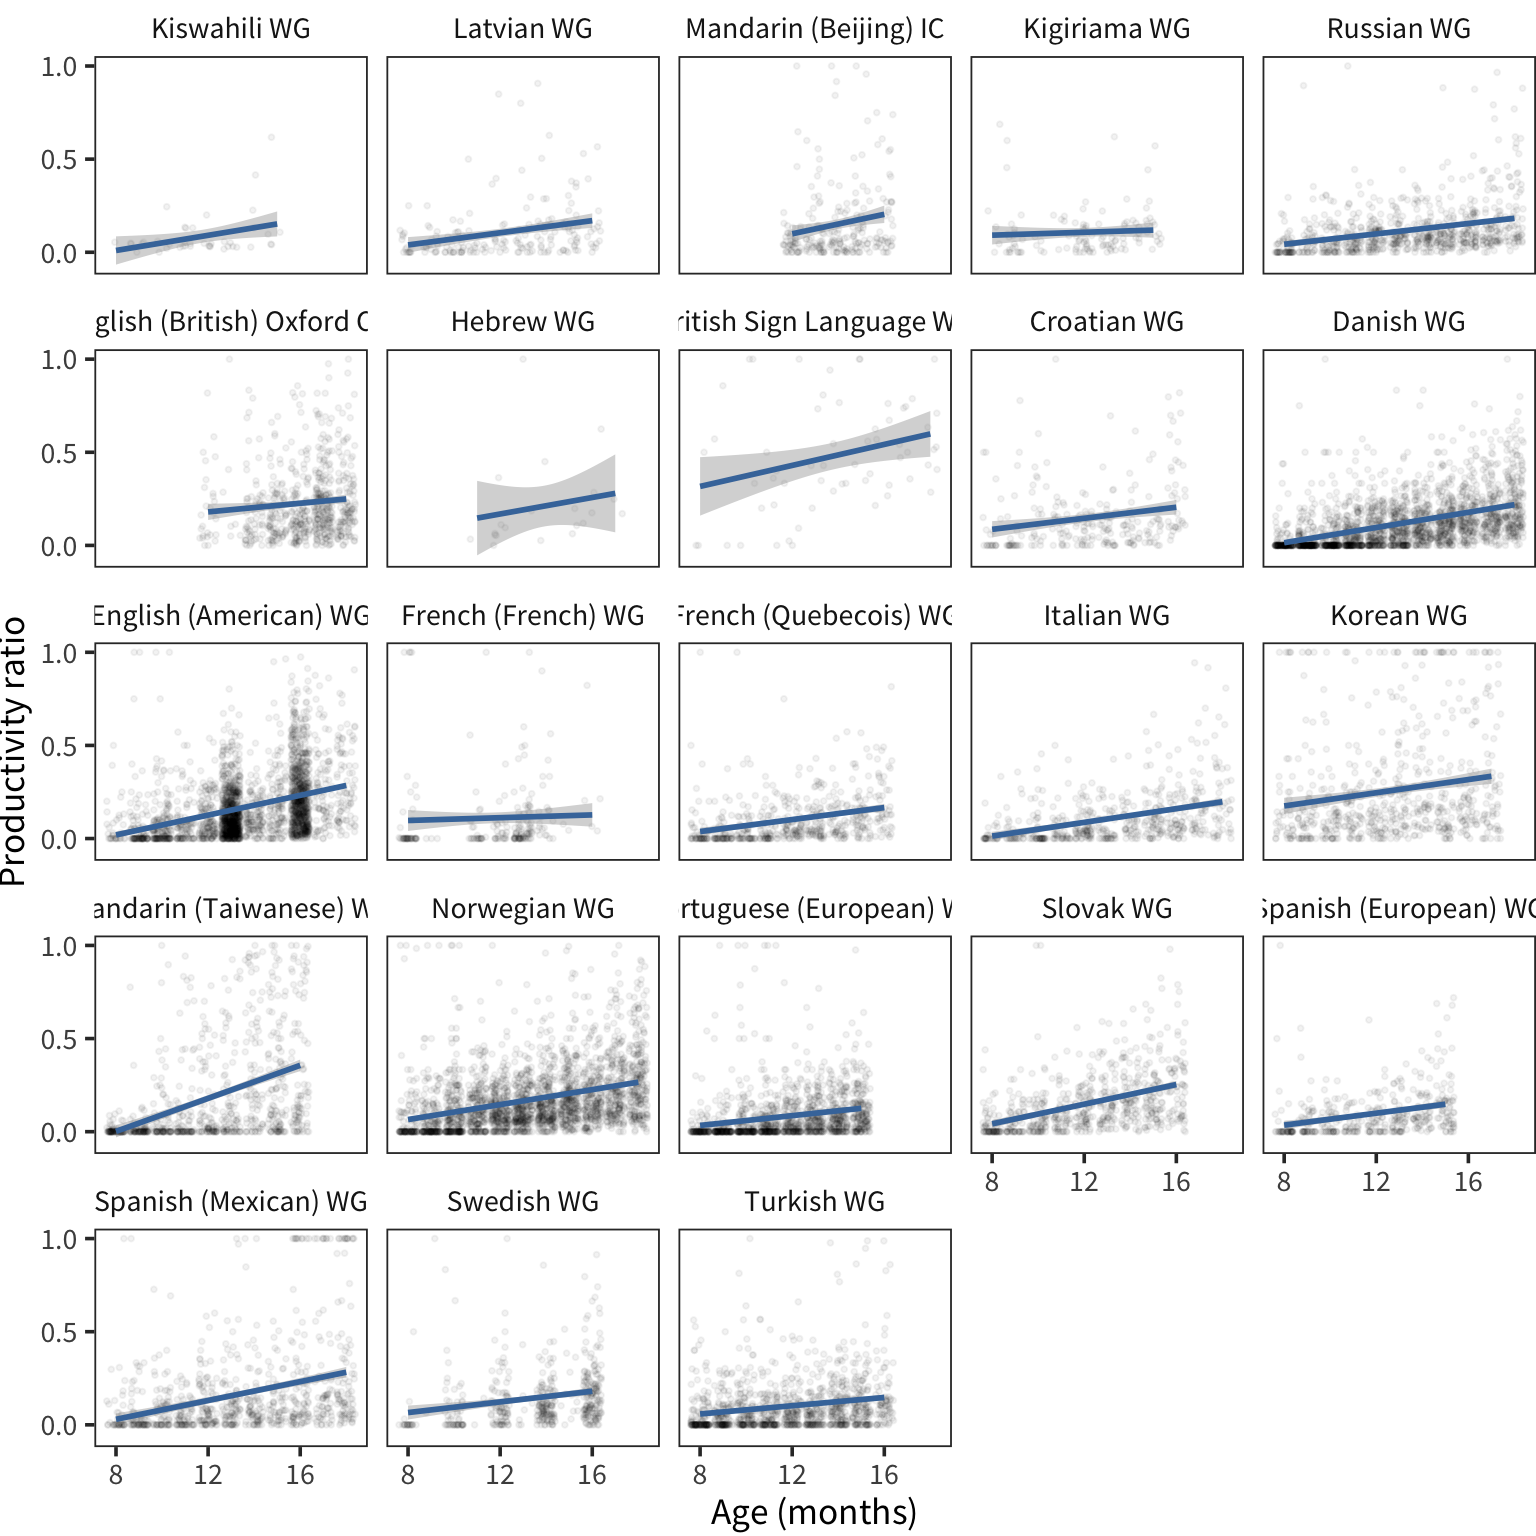 Kiswahili WG Latvian WG Mandarin (Beijing) IC Kigiriama WG Russian WG
1.0
0.5
0.0
glish (British) Oxford C Hebrew WG ritish Sign Language W Croatian WG Danish WG
1.0
0.5
0.0
English (American) WG French (French) WG French (Quebecois) WG Italian WG Korean WG
1.0
0.5
0.0
andarin (Taiwanese) W Norwegian WG rtuguese (European) W Slovak WG Spanish (European) WG
1.0
0.5
0.0
8 12 16 8 12 16
Spanish (Mexican) WG Swedish WG Turkish WG
1.0
0.5
0.0
8 12 16 8 12 16 8 12 16
Age (months)
Productivity ratio